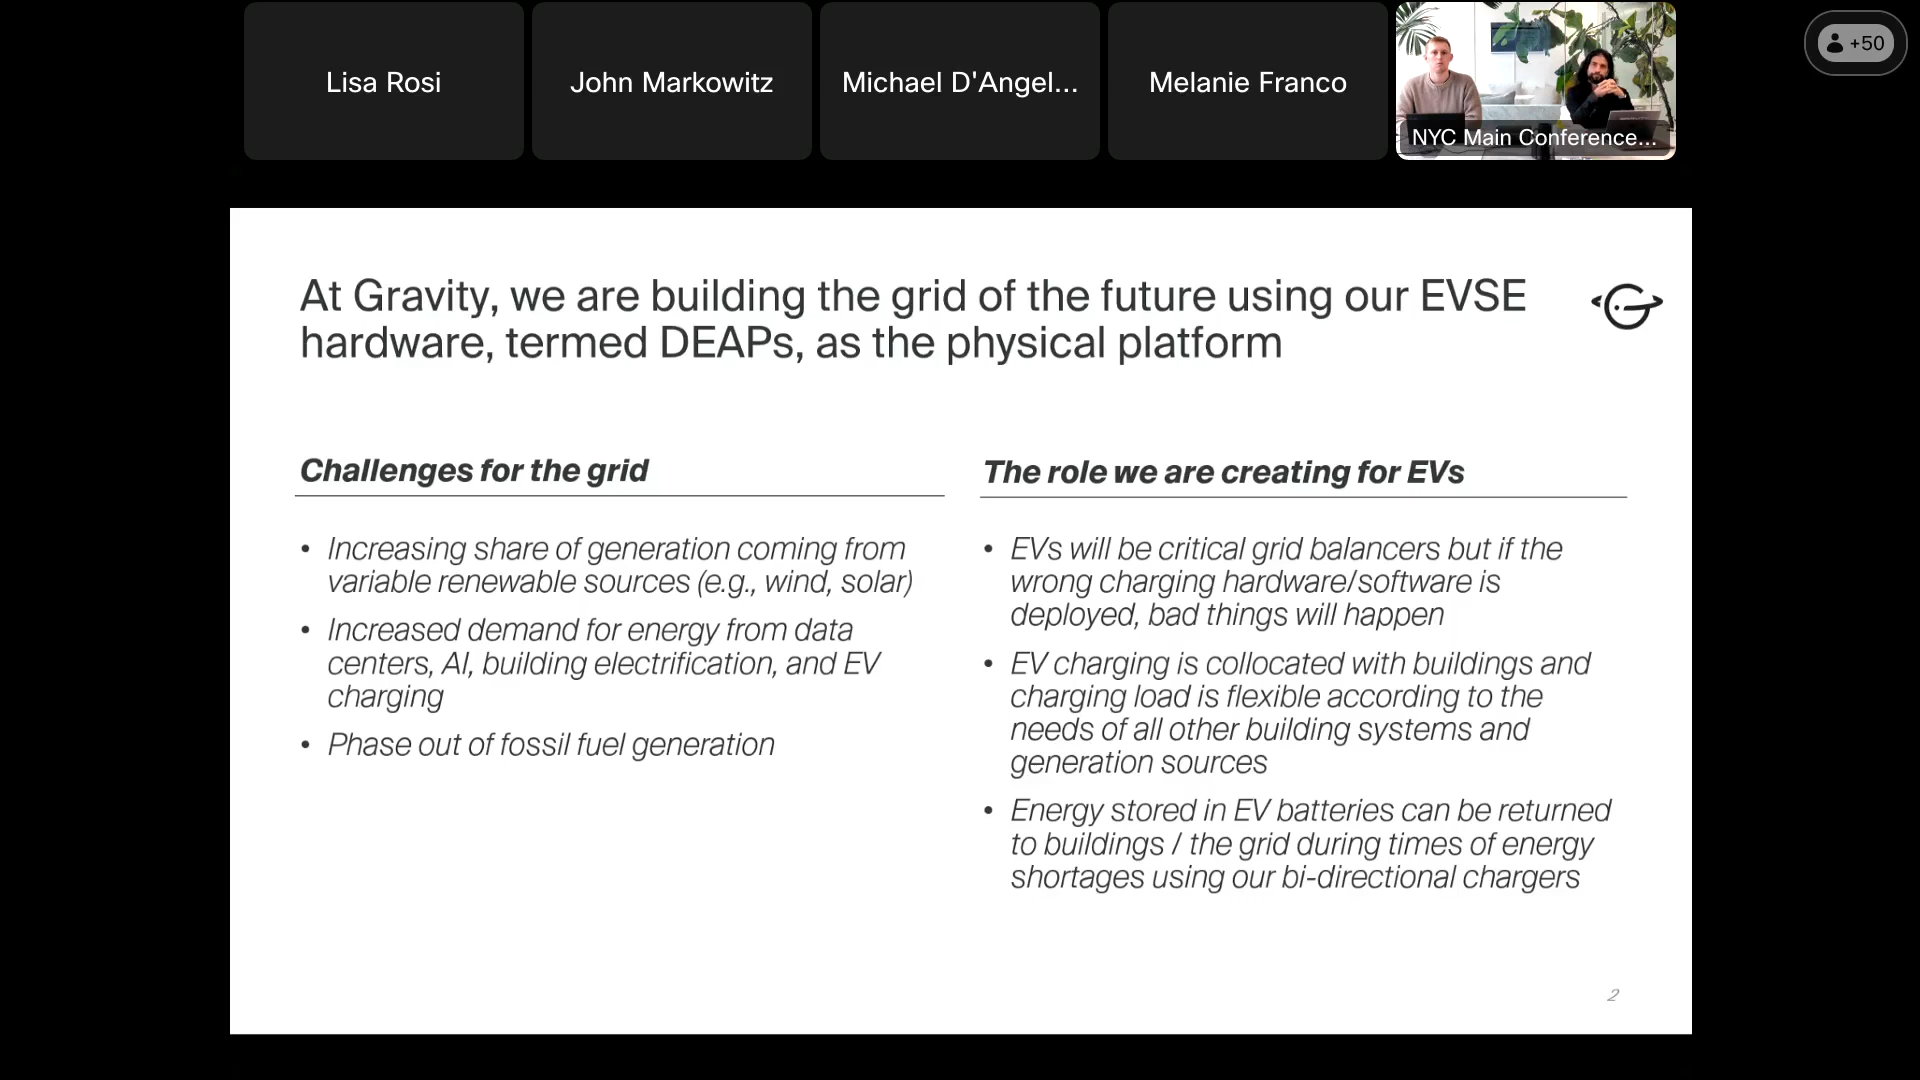 Lisa Rosi
John Markowitz
Michael D'Angel...
Melanie Franco
NYC Main Conference...
+50
At Gravity, we are building the grid of the future using our EVSE
hardware, termed DEAPs, as the physical platform
Challenges for the grid
• Increasing share of generation coming from
variable renewable sources (e.g., wind, solar)
• Increased demand for energy from data
centers, AI, building electrification, and EV
charging
• Phase out of fossil fuel generation
The role we are creating for EVs
• EVs will be critical grid balancers but if the
wrong charging hardware/software is
deployed, bad things will happen
• EV charging is collocated with buildings and
charging load is flexible according to the
needs of all other building systems and
generation sources
• Energy stored in EV batteries can be returned
to buildings / the grid during times of energy
shortages using our bi-directional chargers
2